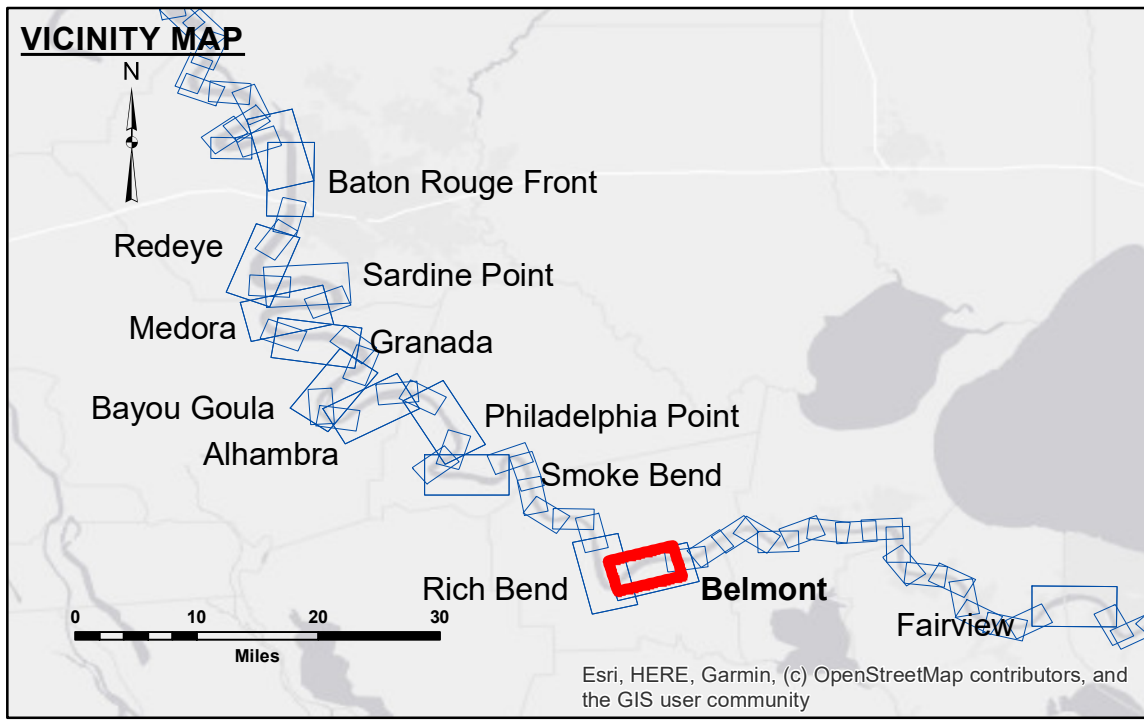 VICINITY MAP
N
Baton Rouge Front
Redeye
Sardine Point
Medora
Granada
Bayou Goula
Philadelphia Point
Alhambra
Smoke Bend
Rich Bend
Belmont
Fairview
0 10 20 30
Miles
Esri, HERE, Garmin, (c) OpenStreetMap contributors, and
the GIS user community